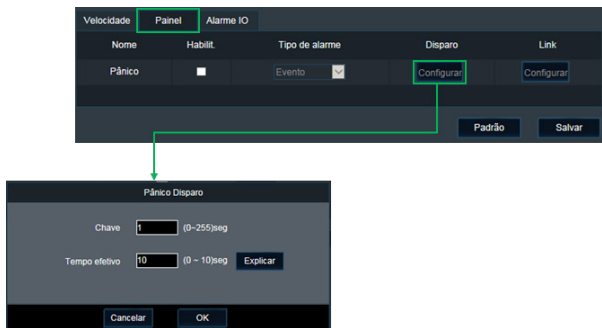 Velocidade Painel Alarme IO
Nome Habilit. Tipo de alarme Disparo Link
Pânico Evento Configurar Configurar
Padrão Salvar
Pânico Disparo
Chave 1 (0~255)seg
Tempo efetivo 10 (0 ~ 10)seg Explicar
Cancelar OK